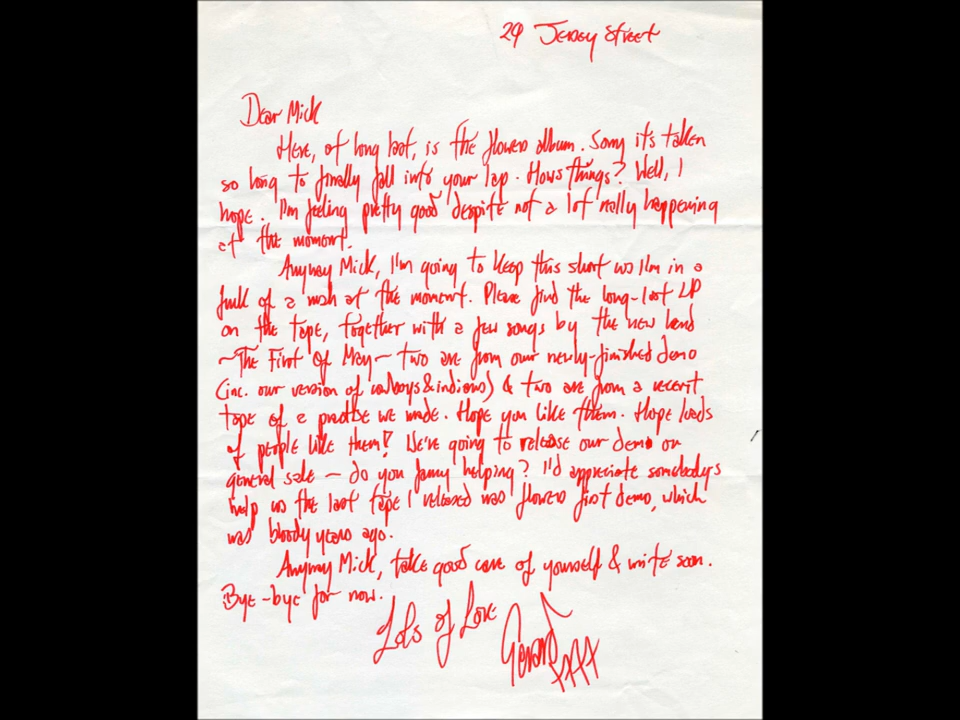 29 Jersey Street
Dear Mick
Here, at long last, is the flowers album. Sorry it's taken
so long to finally fall into your lap. Hows things? Well, I
hope. I'm feeling pretty good despite not a lot really happening
at the moment.
Anyway Mick, I'm going to keep this short cos I'm in a
fuck of a rush at the moment. Please find the long-lost LP
on the tape, together with a few songs by the new band
~The First Of May~ two are from our newly-finished demo
(inc. our version of cowboys & indians) & two are from a recent
tape of a practise we made. Hope you like them. Hope loads
of people like them! We're going to release our demo on
general sale - do you fancy helping? I'd appreciate somebodys
help as the last tape I released was flowers first demo, which
was bloody years ago.
Anyway Mick, take good care of yourself & write soon.
Bye-bye for now.
Lots of Love
Gerard
xxxx